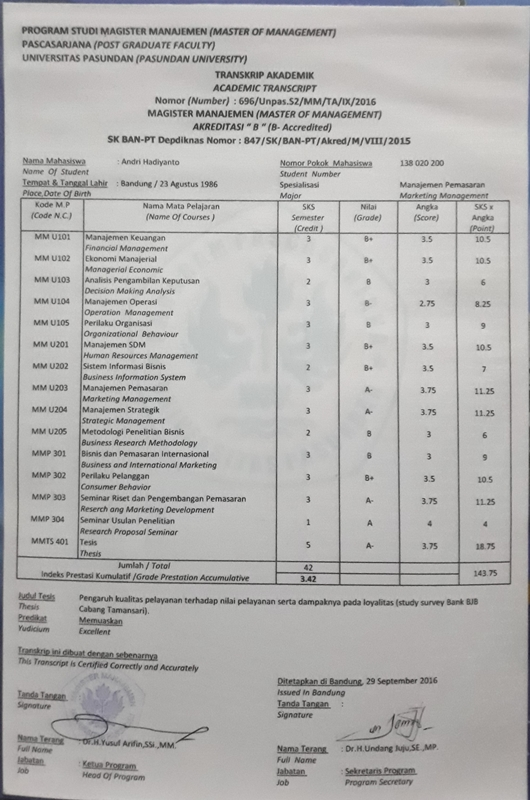 PROGRAM STUDI MAGISTER MANAJEMEN (MASTER OF MANAGEMENT)
PASCASARJANA (POST GRADUATE FACULTY)
UNIVERSITAS PASUNDAN (PASUNDAN UNIVERSITY)
TRANSKRIP AKADEMIK
ACADEMIC TRANSCRIPT
Nomor (Number) : 696/Unpas.S2/MM/TA/IX/2016
MAGISTER MANAJEMEN (MASTER OF MANAGEMENT)
AKREDITASI " B " (B- Accredited)
SK BAN-PT Depdiknas Nomor : 847/SK/BAN-PT/Akred/M/VIII/2015
Nama Mahasiswa : Andri Hadiyanto Nomor Pokok Mahasiswa 138 020 200
Name Of Student Student Number
Tempat & Tanggal Lahir : Bandung / 23 Agustus 1986 Spesialisasi Manajemen Pemasaran
Place,Date Of Birth Major Marketing Management
Kode M.P Nama Mata Pelajaran SKS Nilai Angka SKS x
(Code N.C.) (Name Of Courses ) Semester (Grade) (Score) Angka
(Credit ) (Point)
MM U101 Manajemen Keuangan 3 B+ 3.5 10.5
Financial Management
MM U102 Ekonomi Manajerial 3 B+ 3.5 10.5
Managerial Economic
MM U103 Analisis Pengambilan Keputusan 2 B 3 6
Decision Making Analysis
MM U104 Manajemen Operasi 3 B- 2.75 8.25
Operation Management
MM U105 Perilaku Organisasi 3 B 3 9
Organizational Behaviour
MM U201 Manajemen SDM 3 B+ 3.5 10.5
Human Resources Management
MM U202 Sistem Informasi Bisnis 2 B+ 3.5 7
Business Information System
MM U203 Manajemen Pemasaran 3 A- 3.75 11.25
Marketing Management
MM U204 Manajemen Strategik 3 A- 3.75 11.25
Strategic Management
MM U205 Metodologi Penelitian Bisnis 2 B 3 6
Business Research Methodology
MMP 301 Bisnis dan Pemasaran Internasional 3 B 3 9
Business and International Marketing
MMP 302 Perilaku Pelanggan 3 B+ 3.5 10.5
Consumer Behavior
MMP 303 Seminar Riset dan Pengembangan Pemasaran 3 A- 3.75 11.25
Reserch ang Marketing Development
MMP 304 Seminar Usulan Penelitian 1 A 4 4
Research Proposal Seminar
MMTS 401 Tesis 5 A- 3.75 18.75
Thesis
Jumlah / Total 42 143.75
Indeks Prestasi Kumulatif /Grade Prestation Accumulative 3.42
Judul Tesis Pengaruh kualitas pelayanan terhadap nilai pelayanan serta dampaknya pada loyalitas (study survey Bank BJB
Thesis Cabang Tamansari).
Predikat Memuaskan
Yudicium Excellent
Transkrip ini dibuat dengan sebenarnya
This Transcript is Certified Correctly and Accurately
Ditetapkan di Bandung, 29 September 2016
Issued In Bandung
Tanda Tangan Tanda Tangan :
Signature Signature
Nama Terang : Dr.H.Yusuf Arifin,SSi.,MM. Nama Terang : Dr.H.Undang Juju,SE.,MP.
Full Name Full Name
Jabatan : Ketua Program Jabatan : Sekretaris Program
Job Head Of Program Job Program Secretary